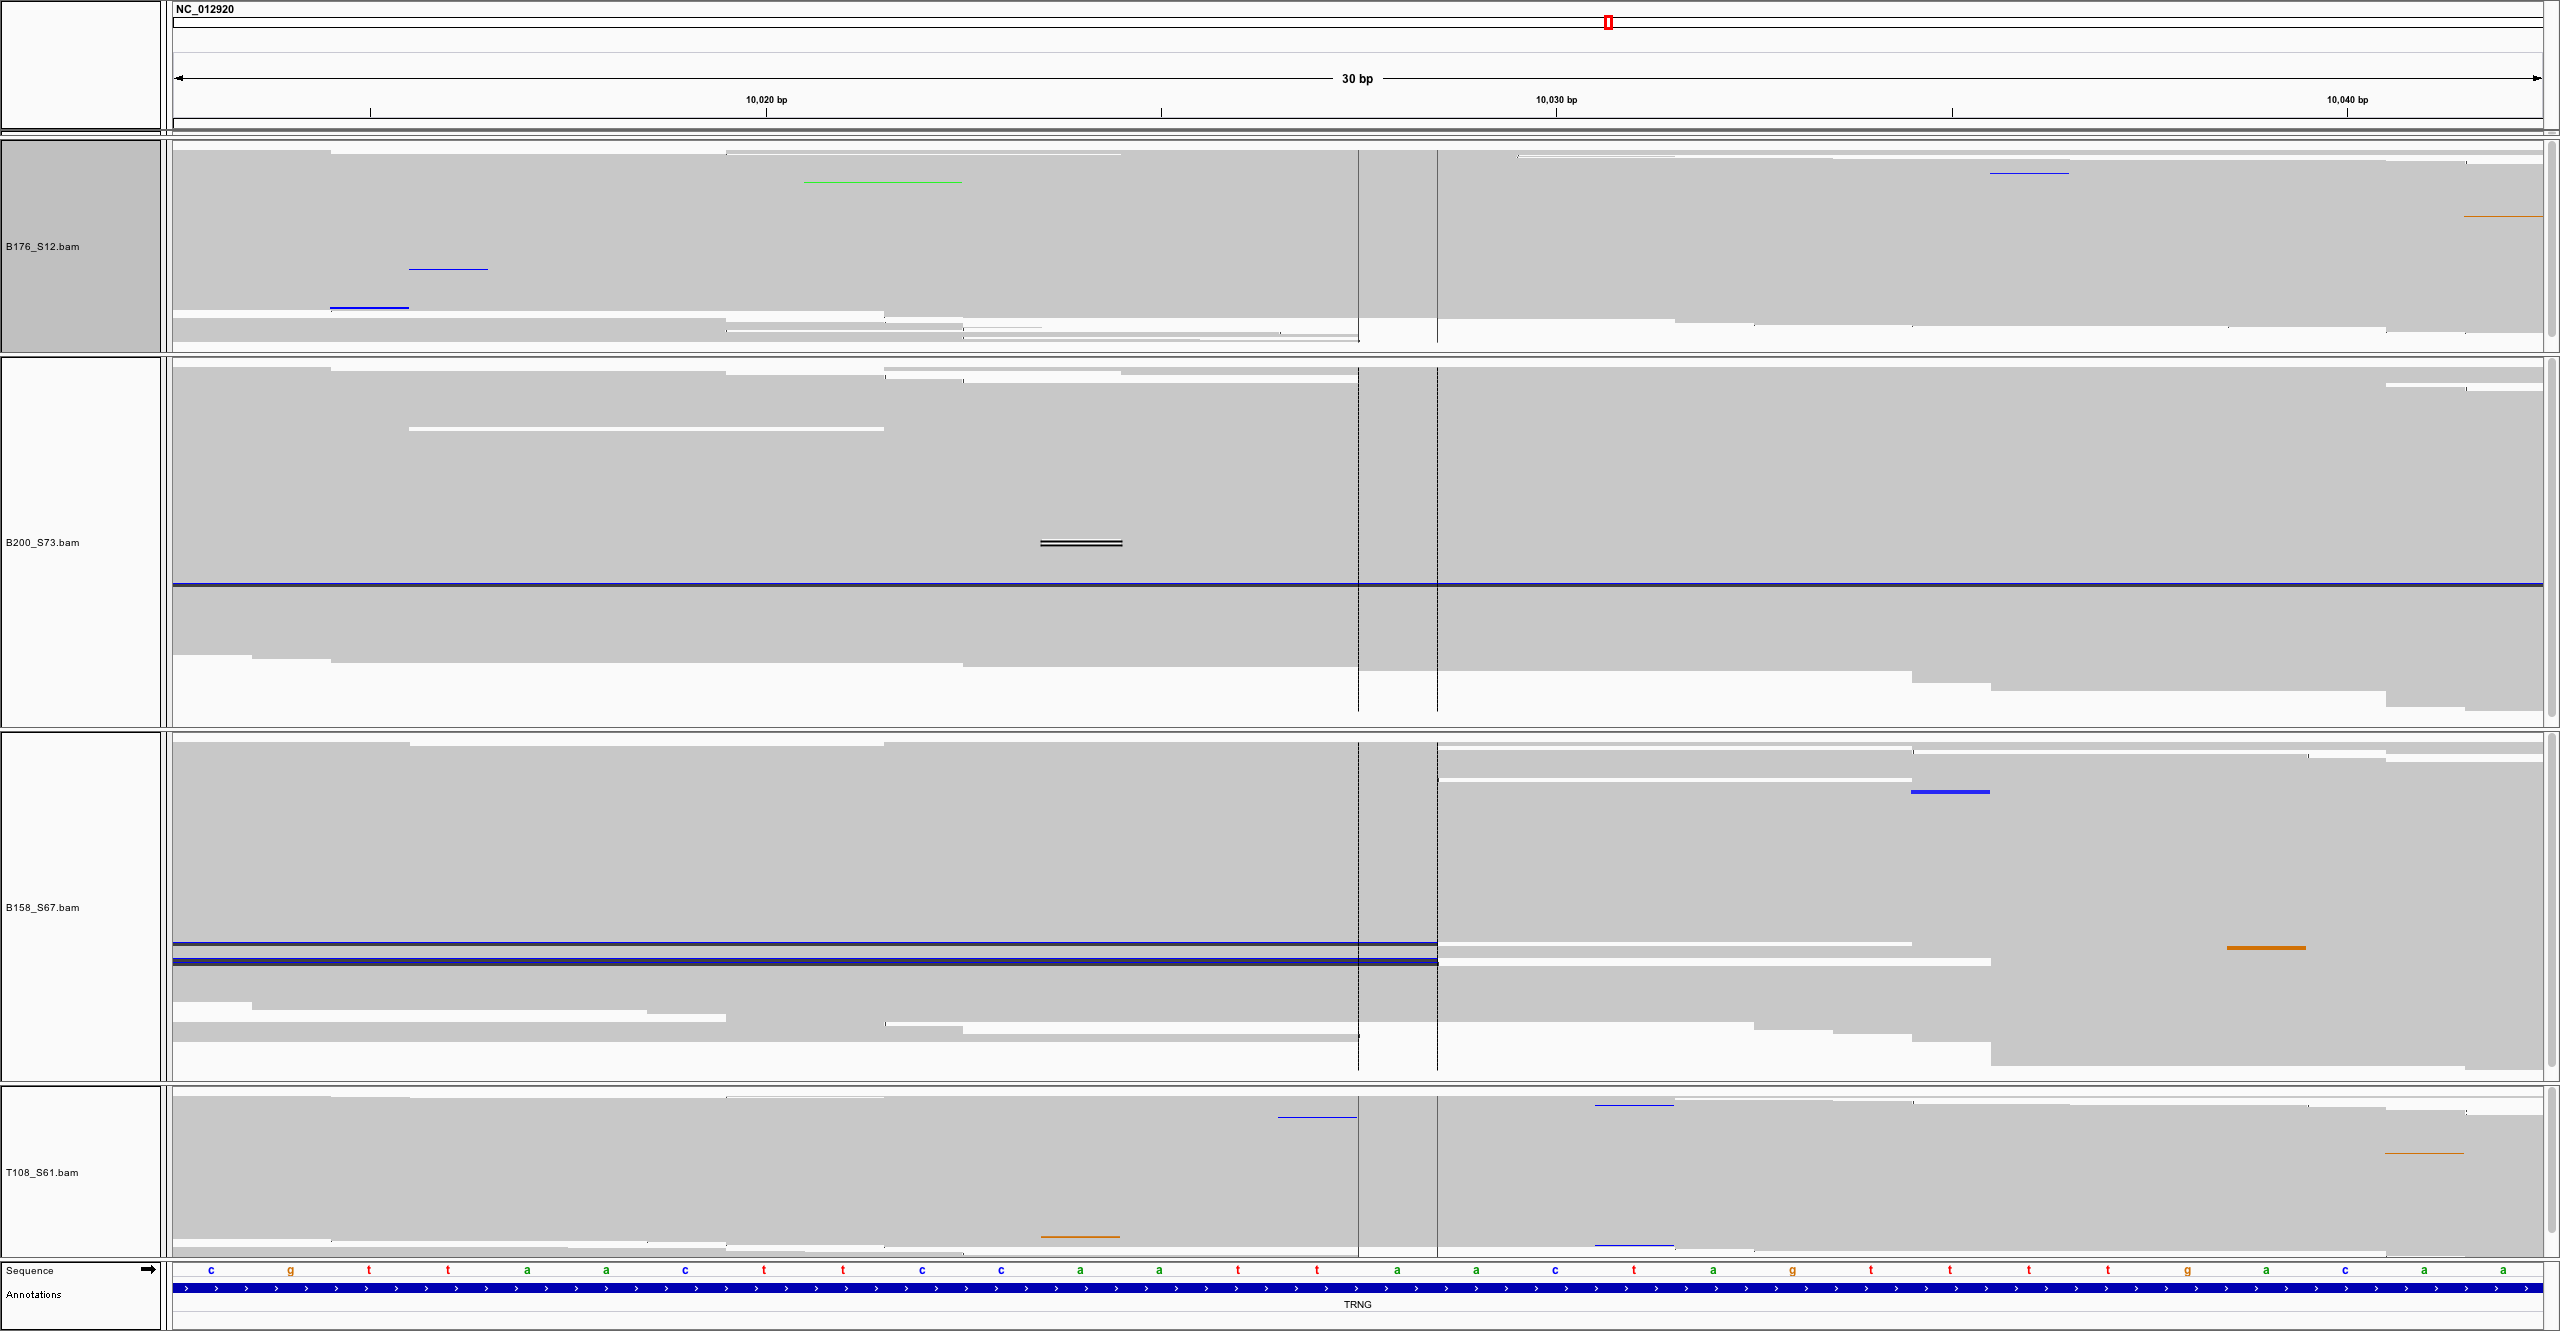 NC_012920
30 bp
10,020 bp 10,030 bp 10,040 bp
B176_S12.bam
B200_S73.bam
B158_S67.bam
T108_S61.bam
Sequence c g t t a a c t t c c a a t t a a c t a g t t t t g a c a a
Annotations
TRNG